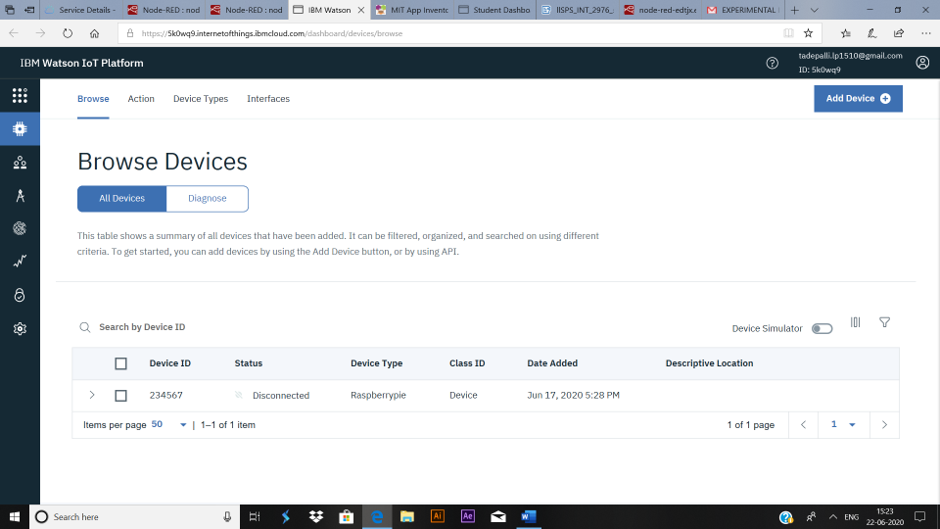 Service Details -
Node-RED : nod
Node-RED : nod
IBM Watson
MIT App Invento
Student Dashbo
IISPS_INT_2976_
node-red-edtjx.e
EXPERIMENTAL
https://5k0wq9.internetofthings.ibmcloud.com/dashboard/devices/browse
IBM Watson IoT Platform
tadepalli.lp1510@gmail.com
ID: 5k0wq9
Browse Action Device Types Interfaces
Add Device
Browse Devices
All Devices Diagnose
This table shows a summary of all devices that have been added. It can be filtered, organized, and searched on using different
criteria. To get started, you can add devices by using the Add Device button, or by using API.
Search by Device ID
Device Simulator
Device ID Status Device Type Class ID Date Added Descriptive Location
234567 Disconnected Raspberrypie Device Jun 17, 2020 5:28 PM
Items per page 50 | 1–1 of 1 item 1 of 1 page 1
Search here
Ai
Ae
ENG
15:23
22-06-2020